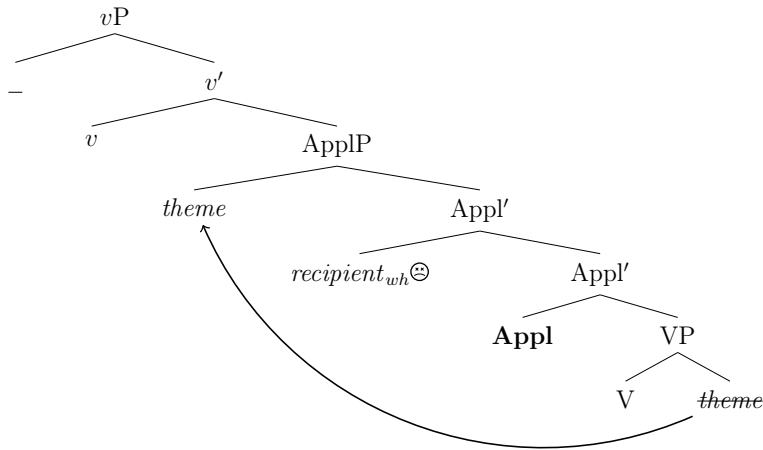 vP
–
v′
v
ApplP
theme
Appl′
recipient_wh☹
Appl′
Appl
VP
V
theme